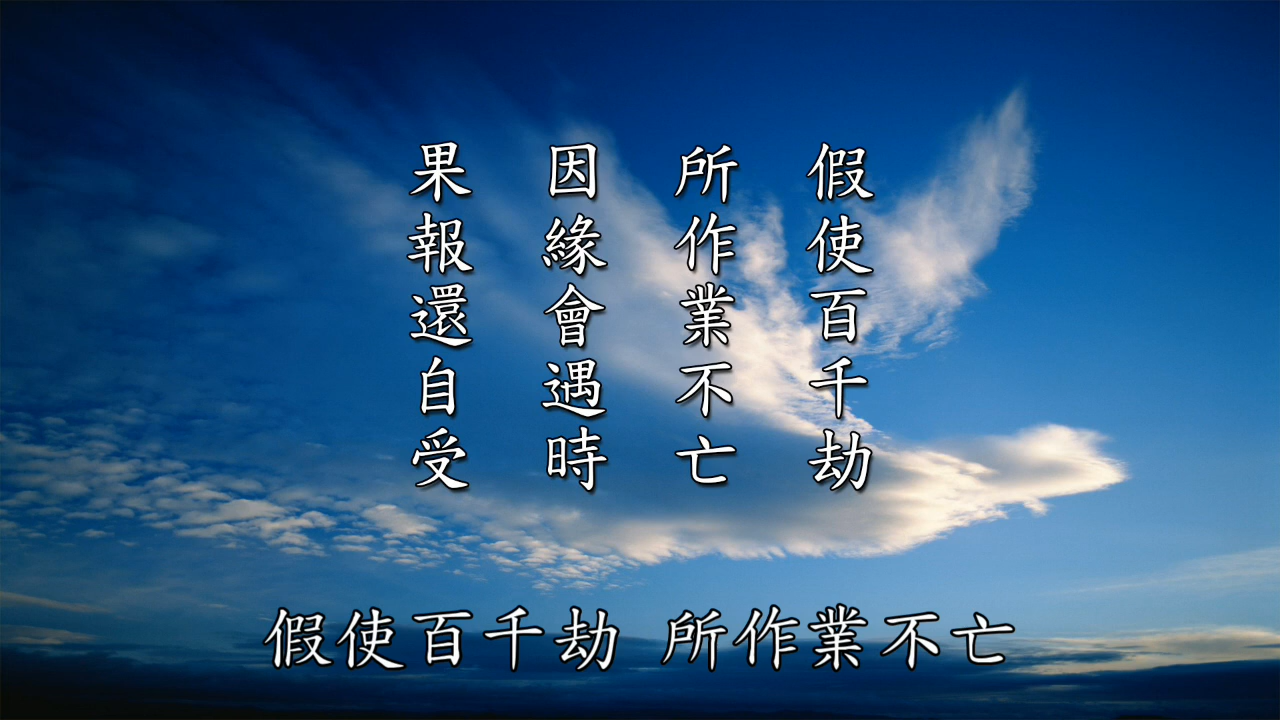 假使百千劫
所作業不亡
因緣會遇時
果報還自受
假使百千劫 所作業不亡